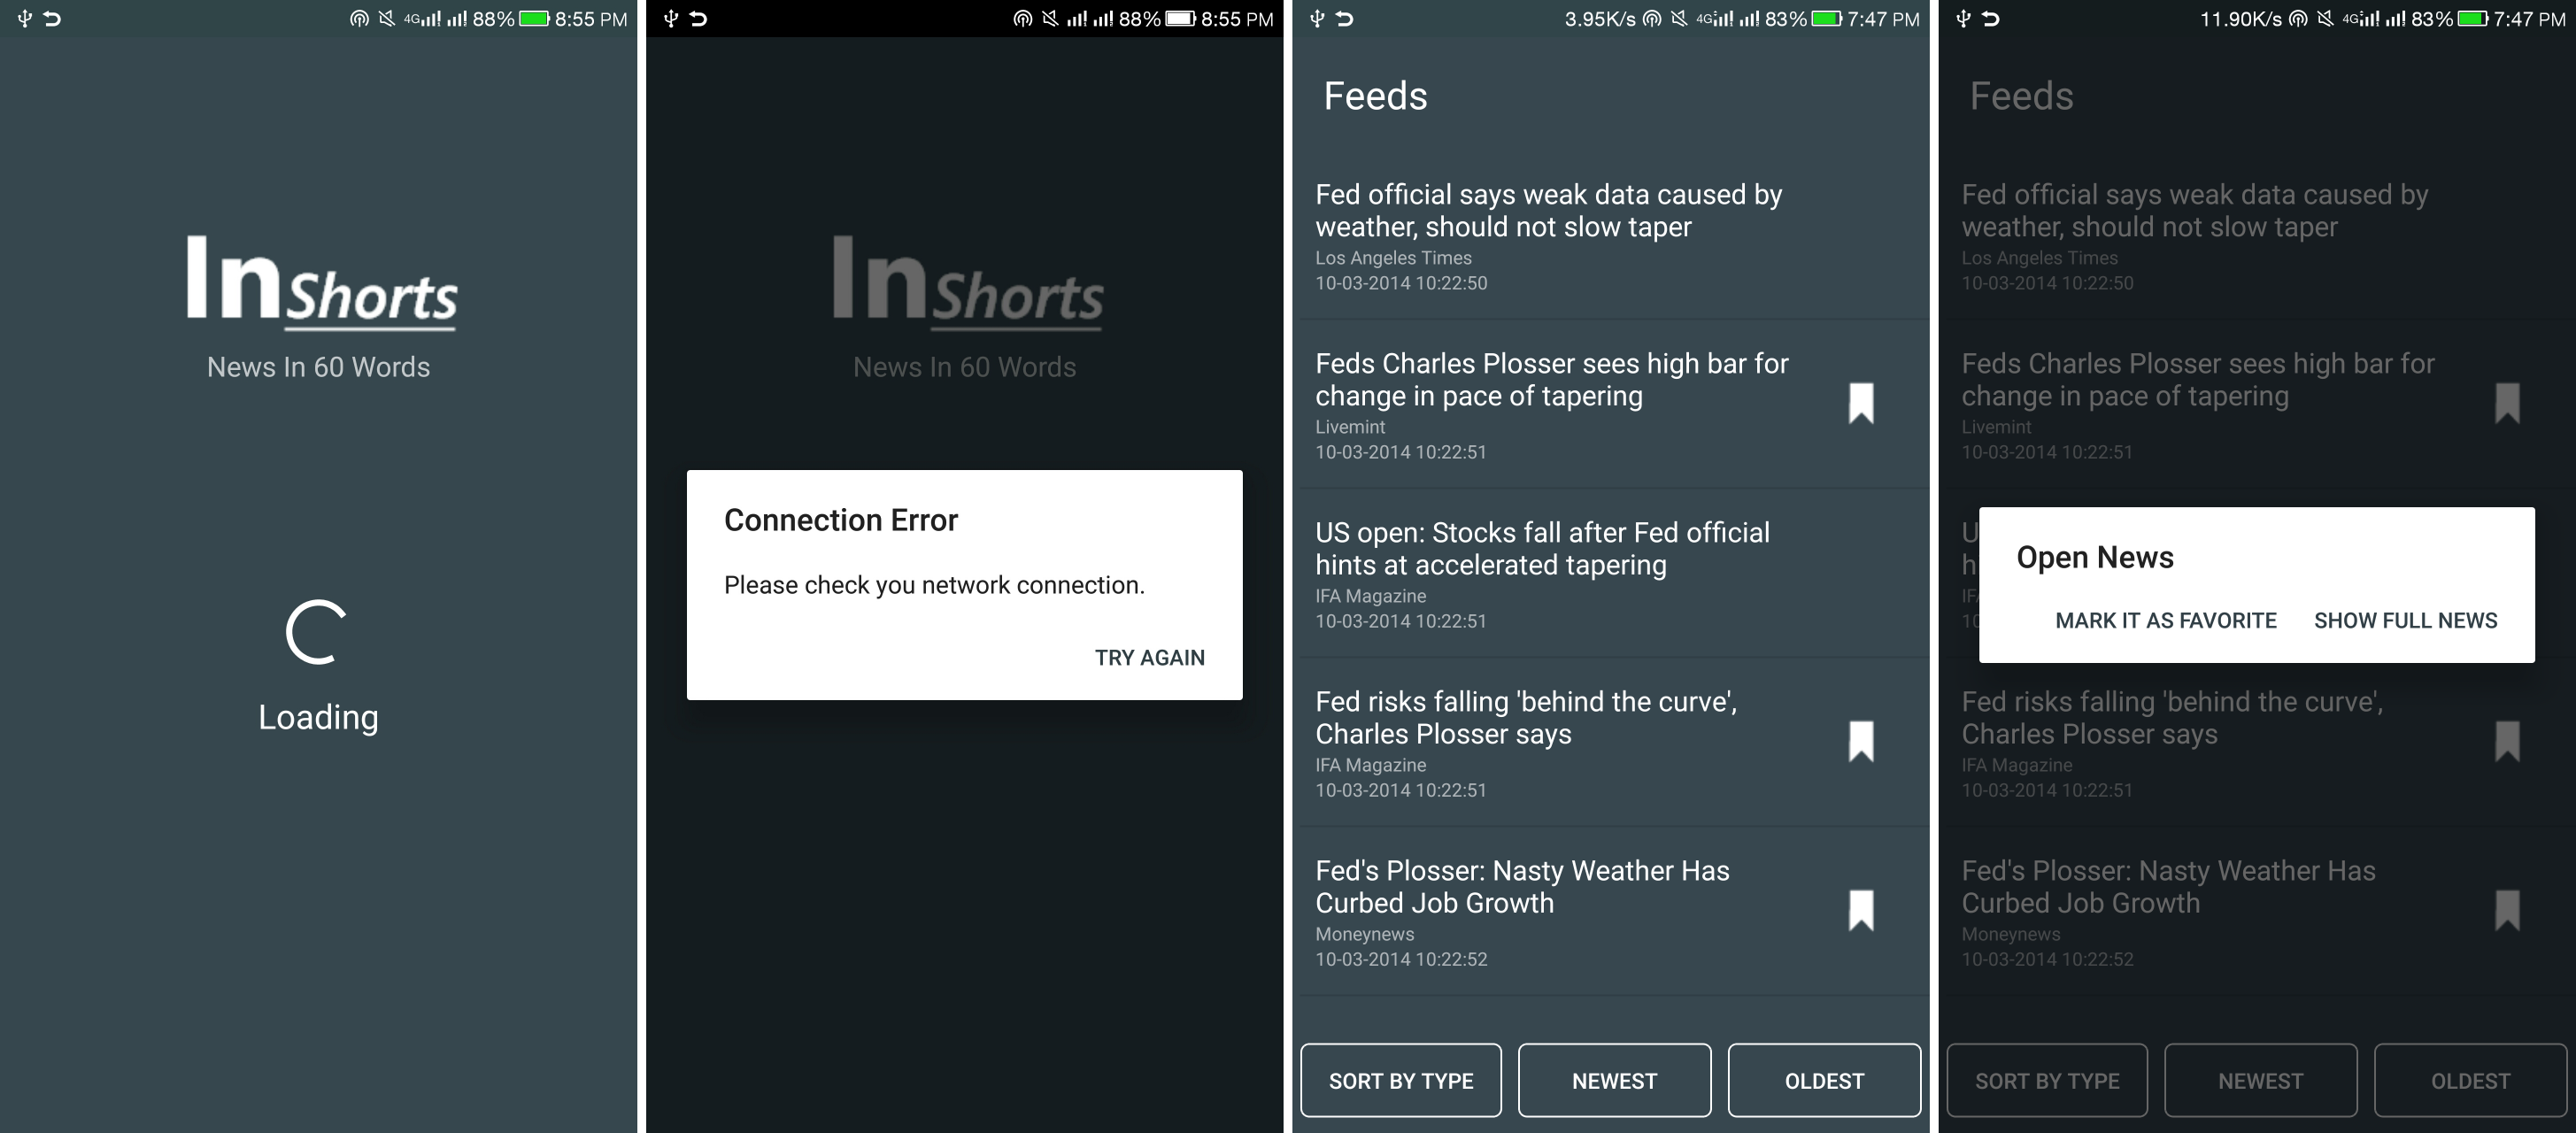 4G 88% 8:55 PM
InShorts
News In 60 Words
Loading
88% 8:55 PM
InShorts
News In 60 Words
Connection Error
Please check you network connection.
TRY AGAIN
3.95K/s 4G 83% 7:47 PM
Feeds
Fed official says weak data caused by
weather, should not slow taper
Los Angeles Times
10-03-2014 10:22:50
Feds Charles Plosser sees high bar for
change in pace of tapering
Livemint
10-03-2014 10:22:51
US open: Stocks fall after Fed official
hints at accelerated tapering
IFA Magazine
10-03-2014 10:22:51
Fed risks falling 'behind the curve',
Charles Plosser says
IFA Magazine
10-03-2014 10:22:51
Fed's Plosser: Nasty Weather Has
Curbed Job Growth
Moneynews
10-03-2014 10:22:52
SORT BY TYPE NEWEST OLDEST
11.90K/s 4G 83% 7:47 PM
Feeds
Fed official says weak data caused by
weather, should not slow taper
Los Angeles Times
10-03-2014 10:22:50
Feds Charles Plosser sees high bar for
change in pace of tapering
Livemint
10-03-2014 10:22:51
U
h
IFA
10
Open News
MARK IT AS FAVORITE SHOW FULL NEWS
Fed risks falling 'behind the curve',
Charles Plosser says
IFA Magazine
10-03-2014 10:22:51
Fed's Plosser: Nasty Weather Has
Curbed Job Growth
Moneynews
10-03-2014 10:22:52
SORT BY TYPE NEWEST OLDEST